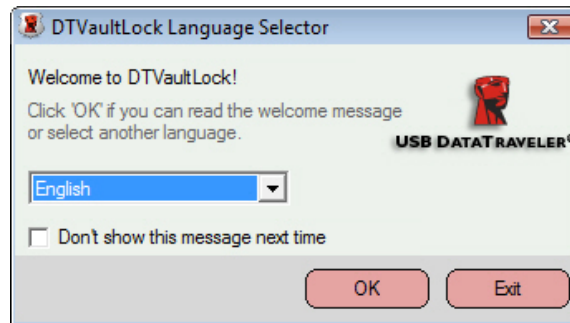 DTVaultLock Language Selector
Welcome to DTVaultLock!
Click 'OK' if you can read the welcome message
or select another language.
USB DATATRAVELER®
English
Don't show this message next time
OK
Exit